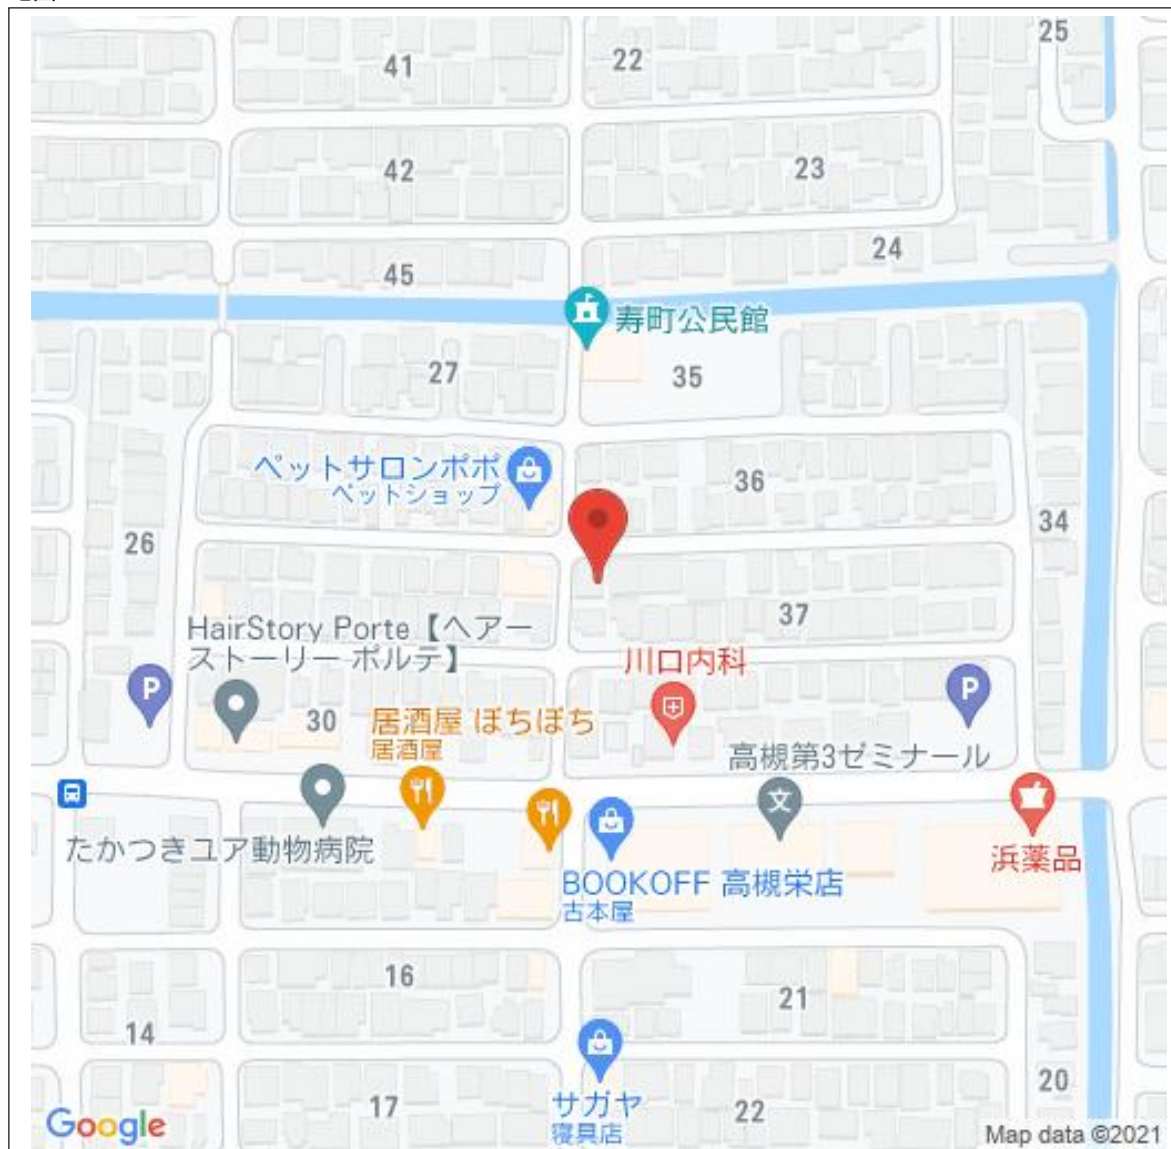 25
41
22
42
23
24
45
寿町公民館
27
35
ペットサロンポポ
ペットショップ
36
26
34
37
HairStory Porte【ヘアー
ストーリー ポルテ】
川口内科
P
P
30
居酒屋 ぼちぼち
居酒屋
高槻第3ゼミナール
文
たかつきユア動物病院
浜薬品
BOOKOFF 高槻栄店
古本屋
16
21
14
20
サガヤ
寝具店
17
22
Google
Map data ©2021